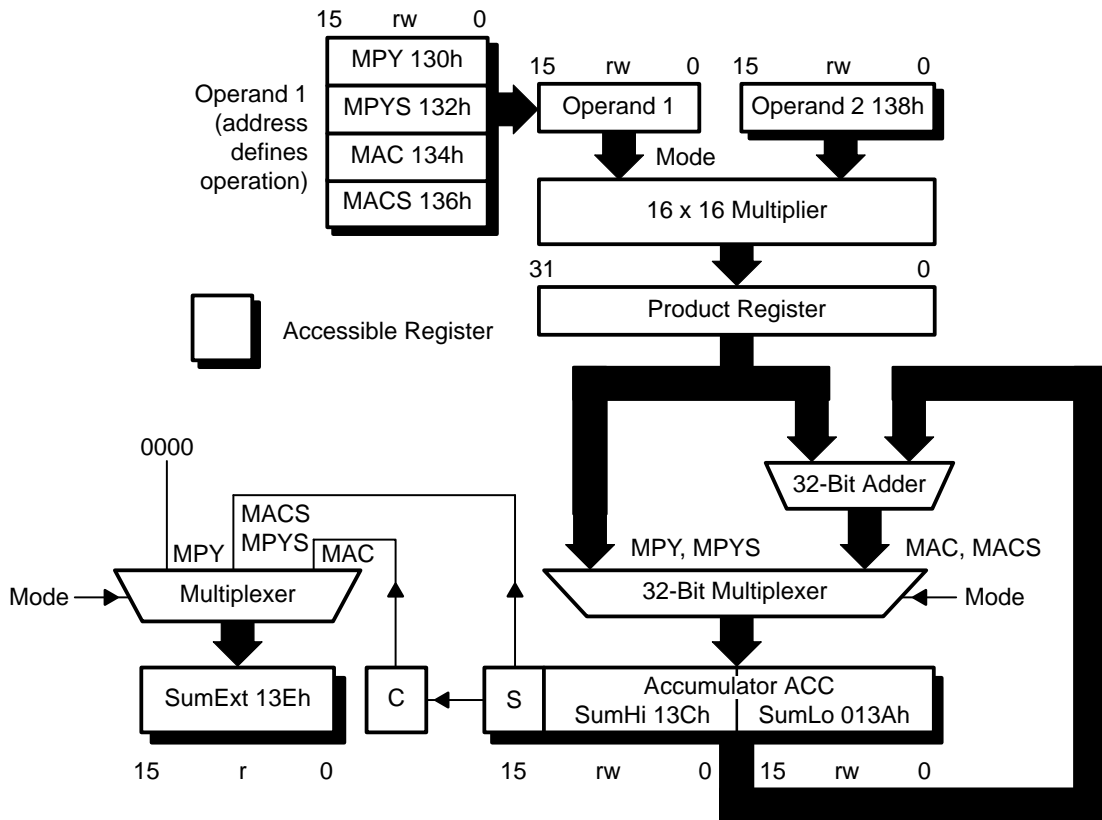 15 rw 0
MPY 130h
MPYS 132h
MAC 134h
MACS 136h
Operand 1
(address
defines
operation)
15 rw 0
Operand 1
15 rw 0
Operand 2 138h
Mode
16 x 16 Multiplier
31 0
Product Register
Accessible Register
32-Bit Adder
0000
MPY
MACS
MPYS
MAC
MPY, MPYS
MAC, MACS
Mode
Multiplexer
32-Bit Multiplexer
Mode
SumExt 13Eh
C
S
Accumulator ACC
SumHi 13Ch
SumLo 013Ah
15 r 0
15 rw 0
15 rw 0